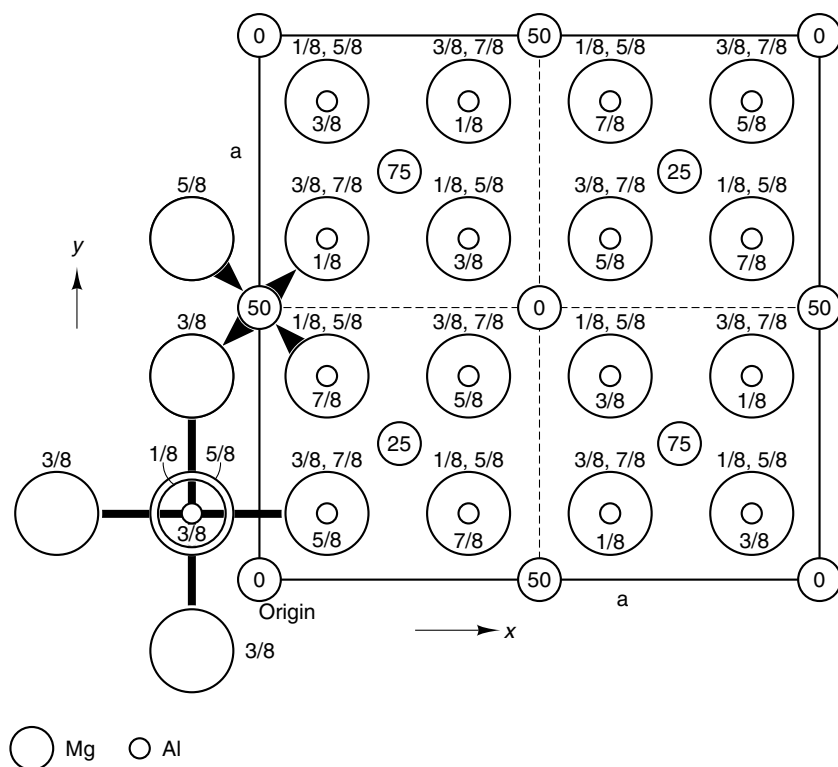 0 50 0
1/8, 5/8 3/8, 7/8 1/8, 5/8 3/8, 7/8
3/8 1/8 7/8 5/8
a
75 25
5/8 3/8, 7/8 1/8, 5/8 3/8, 7/8 1/8, 5/8
y
1/8 3/8 5/8 7/8
50 0 50
3/8 1/8, 5/8 3/8, 7/8 1/8, 5/8 3/8, 7/8
7/8 5/8 3/8 1/8
25 75
3/8 1/8 5/8 3/8, 7/8 1/8, 5/8 3/8, 7/8 1/8, 5/8
3/8 5/8 7/8 1/8 3/8
0 50 0
Origin a
x
3/8
Mg Al